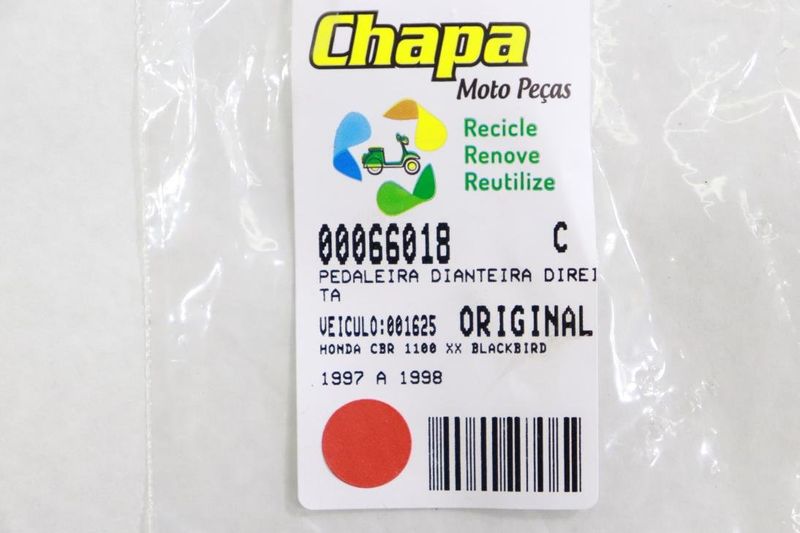 Chapa
Moto Peças
Recicle
Renove
Reutilize
00066018 C
PEDALEIRA DIANTEIRA DIREI
TA
VEICULO:001625 ORIGINAL
HONDA CBR 1100 XX BLACKBIRD
1997 A 1998